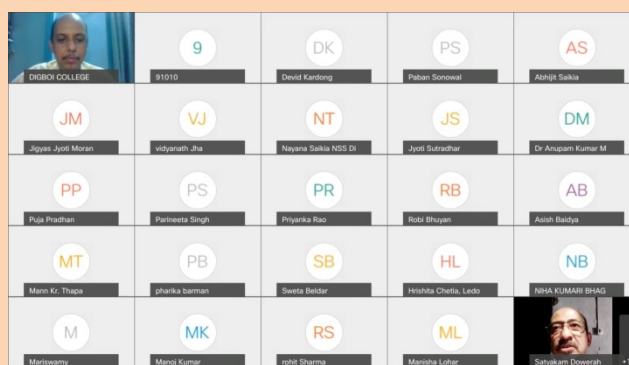 DIGBOI COLLEGE
9
91010
DK
Devid Kardong
PS
Paban Sonowal
AS
Abhijit Saikia
JM
Jigyas Jyoti Moran
VJ
vidyanath Jha
NT
Nayana Saikia NSS DI
JS
Jyoti Sutradhar
DM
Dr Anupam Kumar M
PP
Puja Pradhan
PS
Parineeta Singh
PR
Priyanka Rao
RB
Robi Bhuyan
AB
Asish Baidya
MT
Mann Kr. Thapa
PB
pharika barman
SB
Sweta Beldar
HL
Hrishita Chetia, Ledo
NB
NIHA KUMARI BHAG
M
Mariswamy
MK
Manoj Kumar
RS
rohit Sharma
ML
Manisha Lohar
Satyakam Dowerah